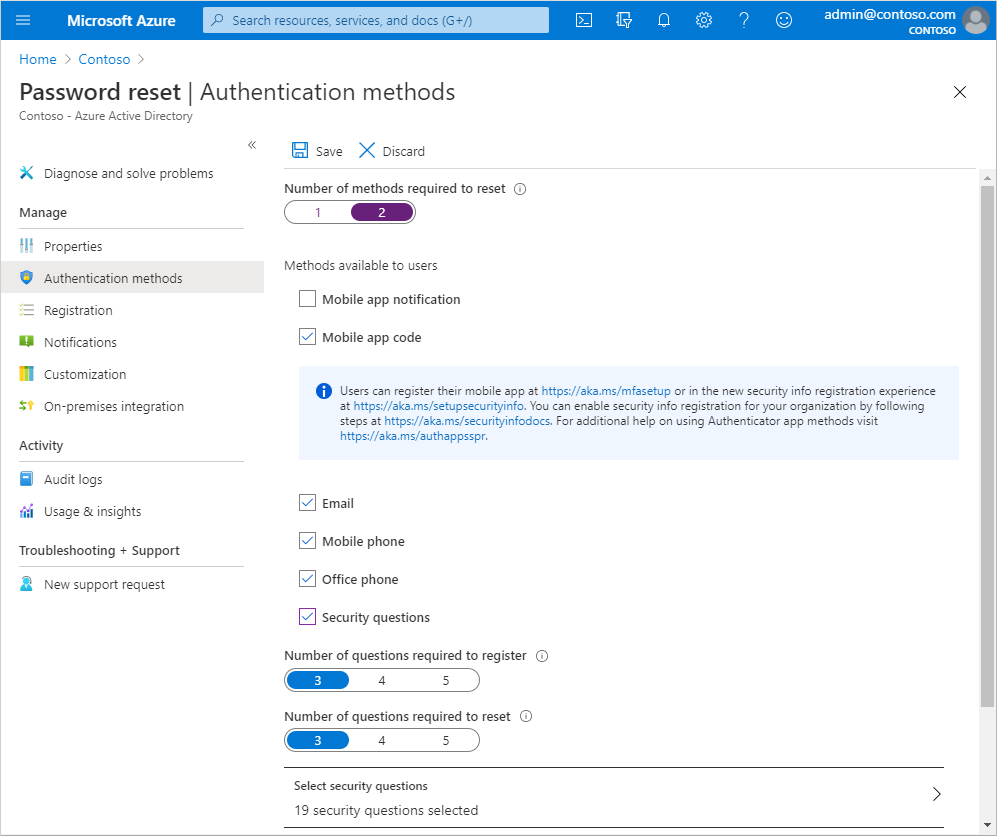 Microsoft Azure
Search resources, services, and docs (G+/)
admin@contoso.com
CONTOSO
Home > Contoso >
Password reset | Authentication methods
Contoso - Azure Active Directory
«
Diagnose and solve problems
Manage
Properties
Authentication methods
Registration
Notifications
Customization
On-premises integration
Activity
Audit logs
Usage & insights
Troubleshooting + Support
New support request
Save
Discard
Number of methods required to reset
1 2
Methods available to users
Mobile app notification
Mobile app code
Users can register their mobile app at https://aka.ms/mfasetup or in the new security info registration experience
at https://aka.ms/setupsecurityinfo. You can enable security info registration for your organization by following
steps at https://aka.ms/securityinfodocs. For additional help on using Authenticator app methods visit
https://aka.ms/authappsspr.
Email
Mobile phone
Office phone
Security questions
Number of questions required to register
3 4 5
Number of questions required to reset
3 4 5
Select security questions
19 security questions selected